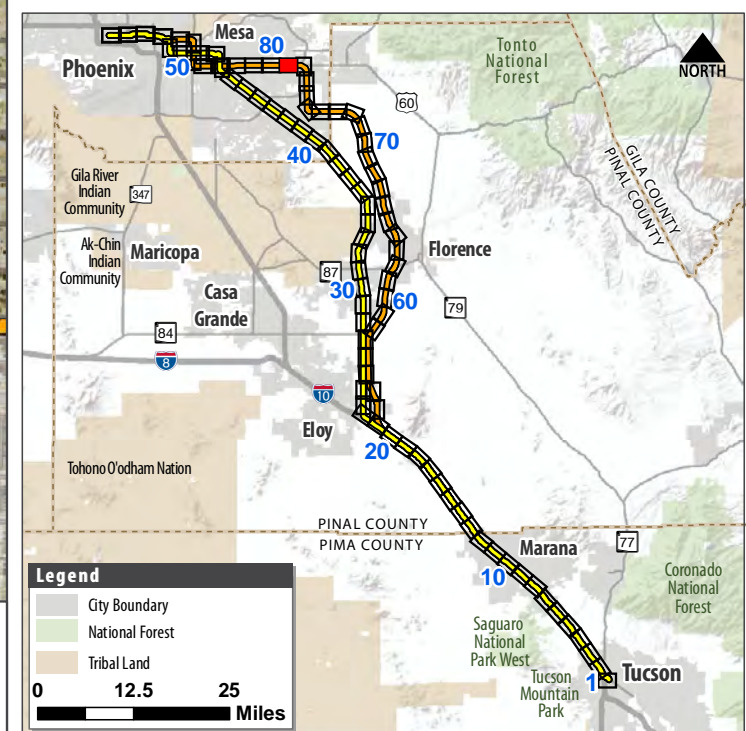 Mesa
80
Tonto
National
Forest
NORTH
Phoenix
50
60
70
40
GILA COUNTY
PINAL COUNTY
Gila River
Indian
Community
347
Ak-Chin
Indian
Community
Maricopa
Florence
87
Casa
Grande
30
60
79
84
8
10
Eloy
20
Tohono O'odham Nation
PINAL COUNTY
PIMA COUNTY
Marana
77
10
Coronado
National
Forest
Legend
City Boundary
National Forest
Tribal Land
0 12.5 25
Miles
Saguaro
National
Park West
Tucson
Mountain
Park
1
Tucson